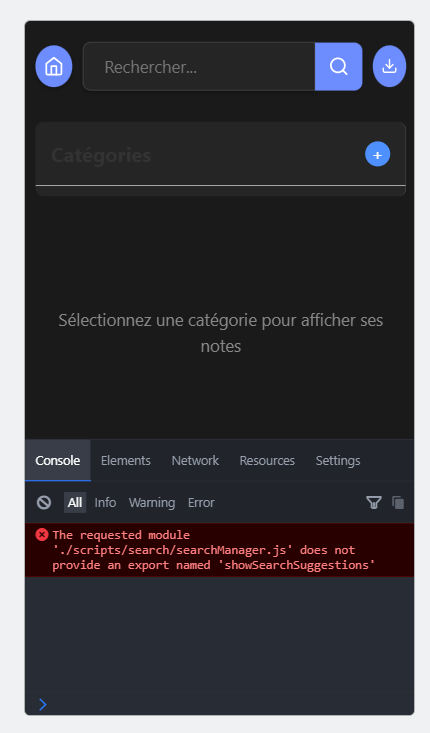 Rechercher...
Catégories
+
Sélectionnez une catégorie pour afficher ses
notes
Console Elements Network Resources Settings
All Info Warning Error
The requested module
'./scripts/search/searchManager.js' does not
provide an export named 'showSearchSuggestions'